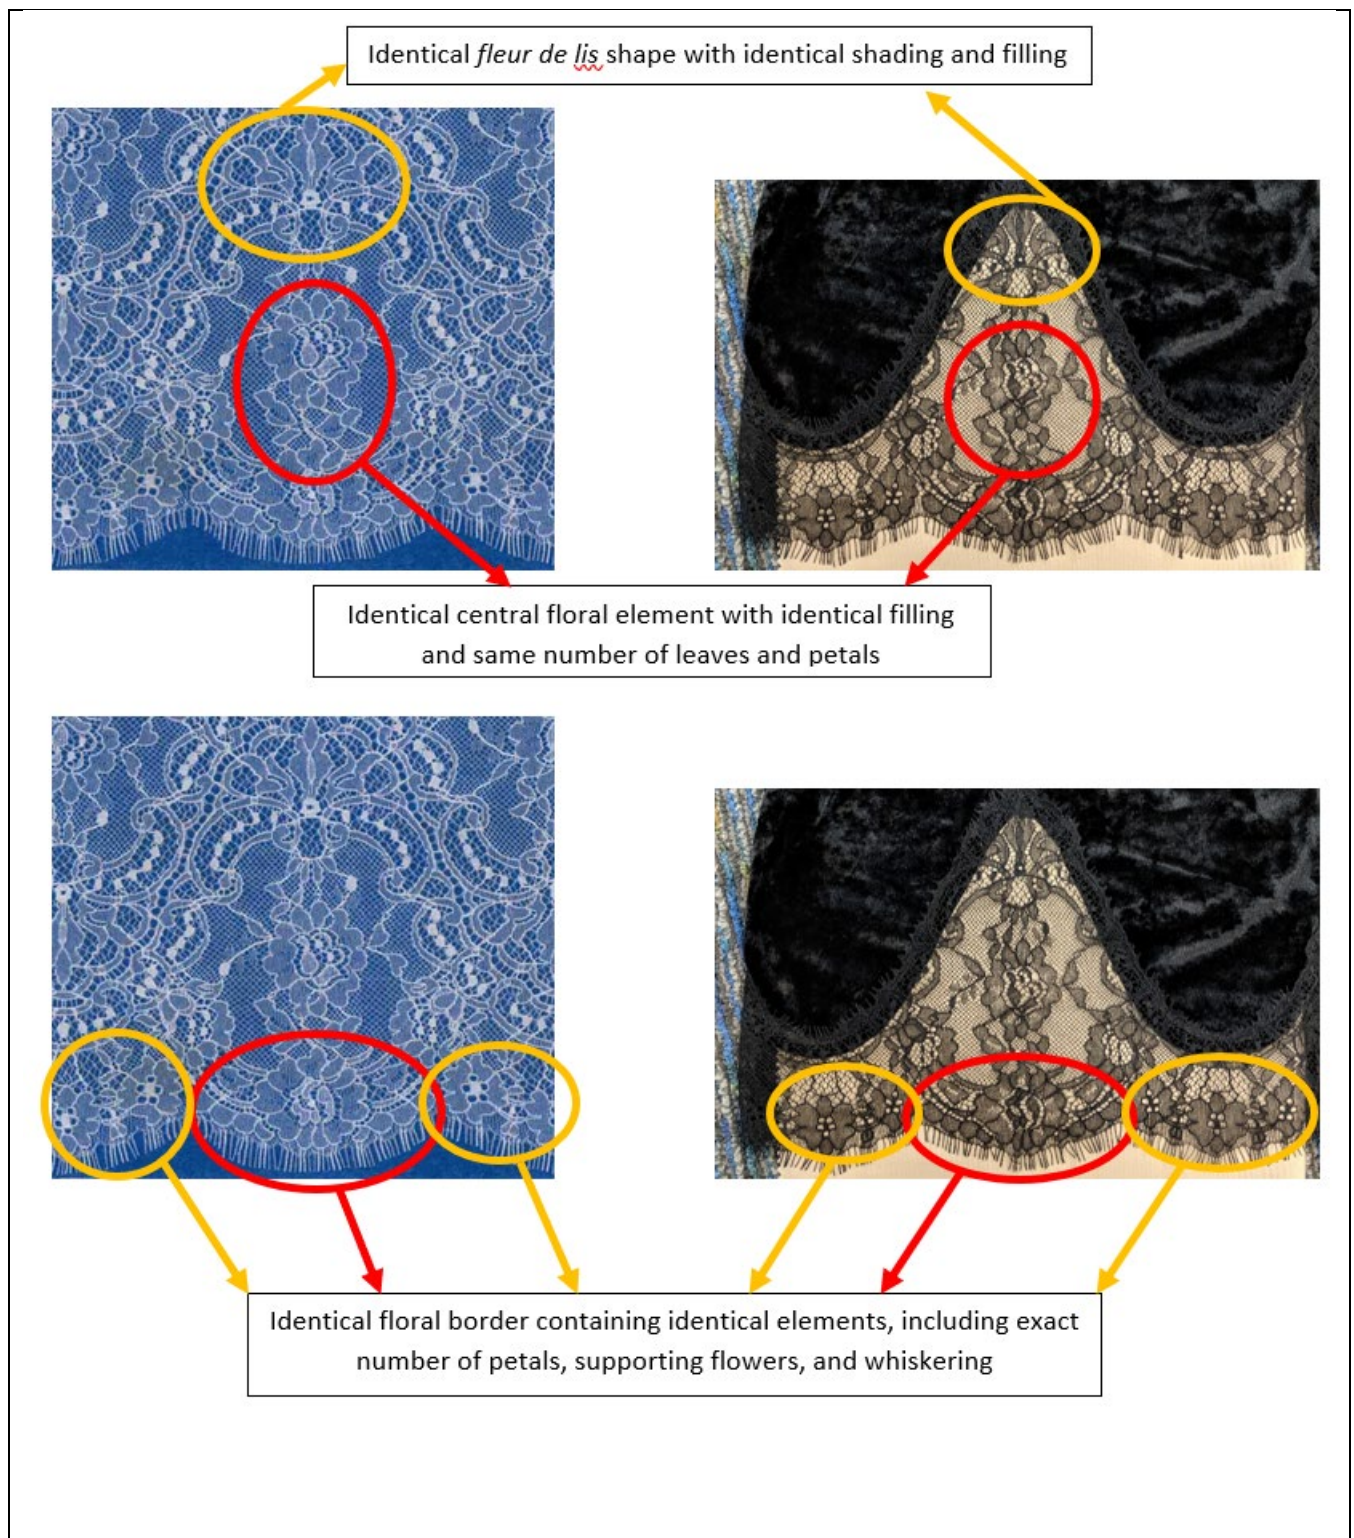 Identical fleur de lis shape with identical shading and filling
Identical central floral element with identical filling
and same number of leaves and petals
Identical floral border containing identical elements, including exact
number of petals, supporting flowers, and whiskering